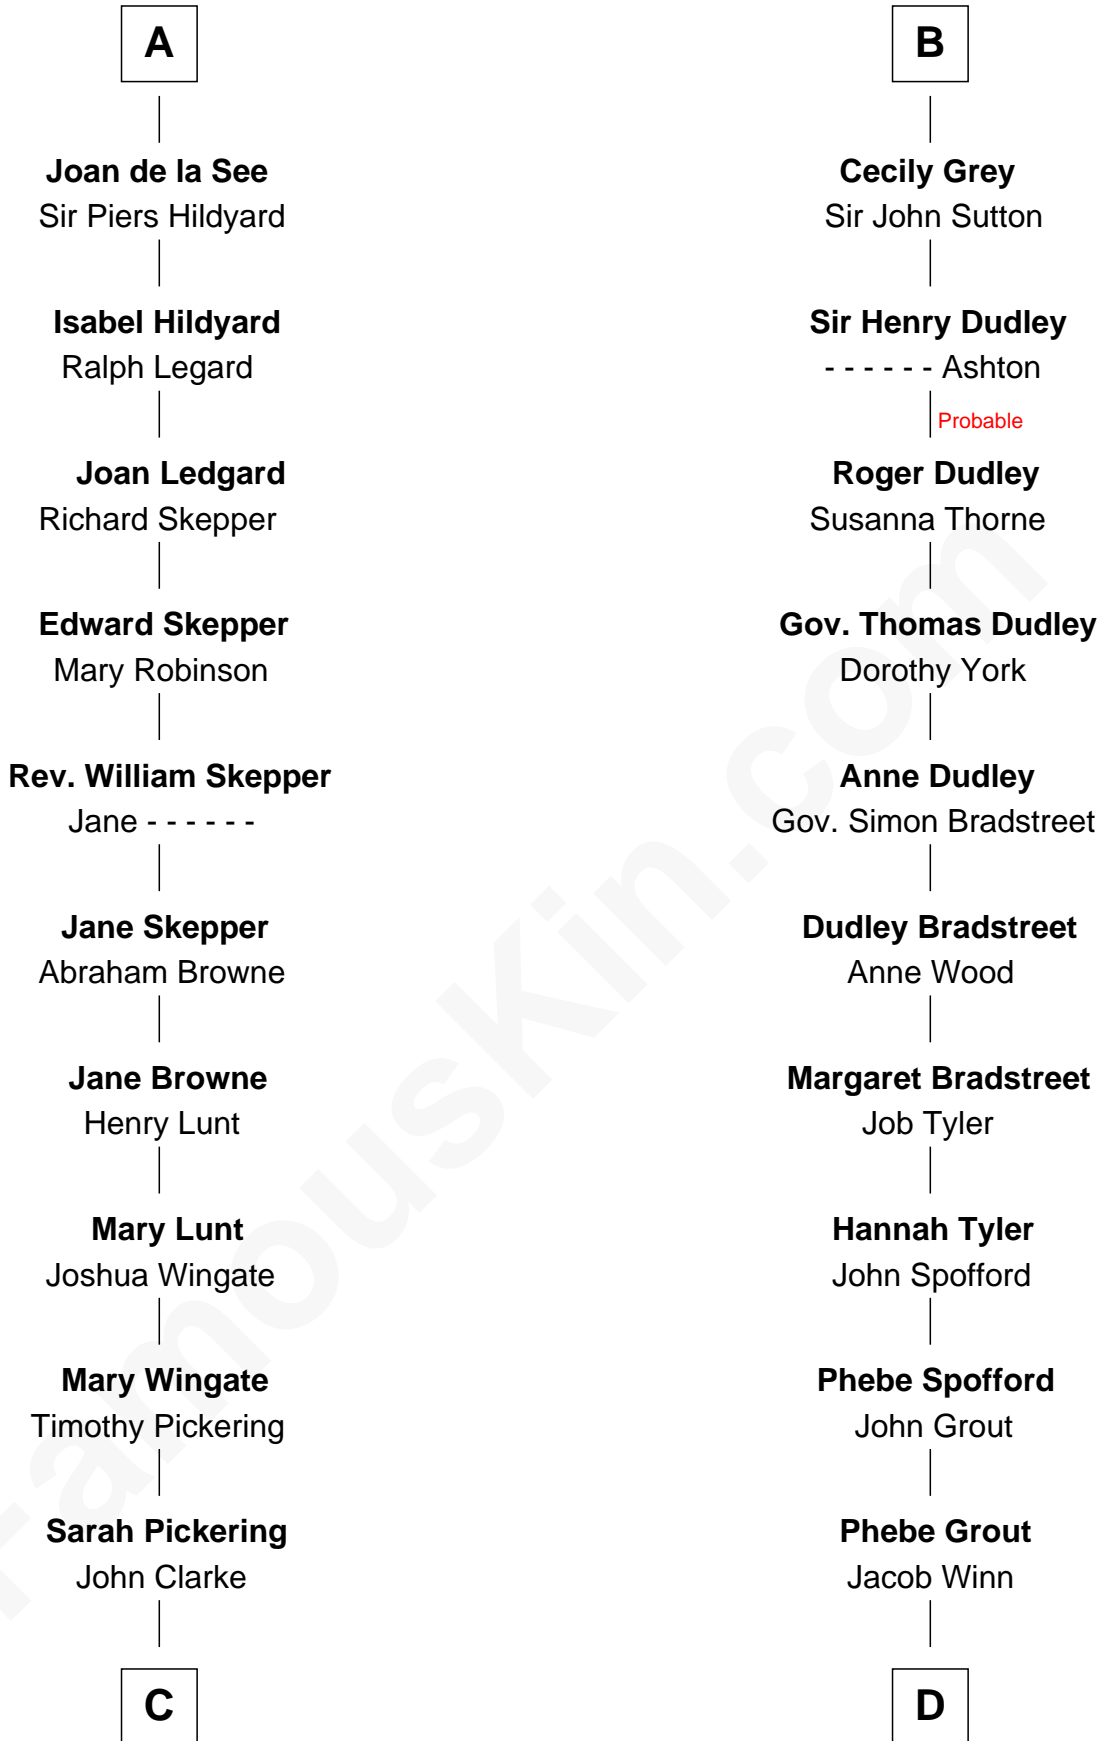 A
Joan de la See
Sir Piers Hildyard
Isabel Hildyard
Ralph Legard
Joan Ledgard
Richard Skepper
Edward Skepper
Mary Robinson
Rev. William Skepper
Jane - - - - - -
Jane Skepper
Abraham Browne
Jane Browne
Henry Lunt
Mary Lunt
Joshua Wingate
Mary Wingate
Timothy Pickering
Sarah Pickering
John Clarke
C
B
Cecily Grey
Sir John Sutton
Sir Henry Dudley
- - - - - - Ashton
Probable
Roger Dudley
Susanna Thorne
Gov. Thomas Dudley
Dorothy York
Anne Dudley
Gov. Simon Bradstreet
Dudley Bradstreet
Anne Wood
Margaret Bradstreet
Job Tyler
Hannah Tyler
John Spofford
Phebe Spofford
John Grout
Phebe Grout
Jacob Winn
D
FamousKin.com